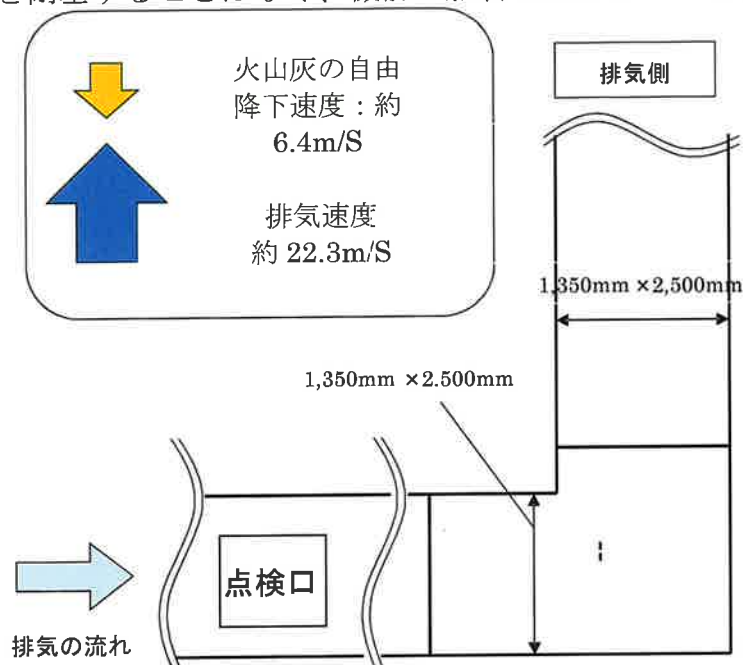 火山灰の自由
降下速度：約
6.4m/S
排気速度
約 22.3m/S
排気側
1,350mm ×2,500mm
1,350mm ×2.500mm
点検口
排気の流れ